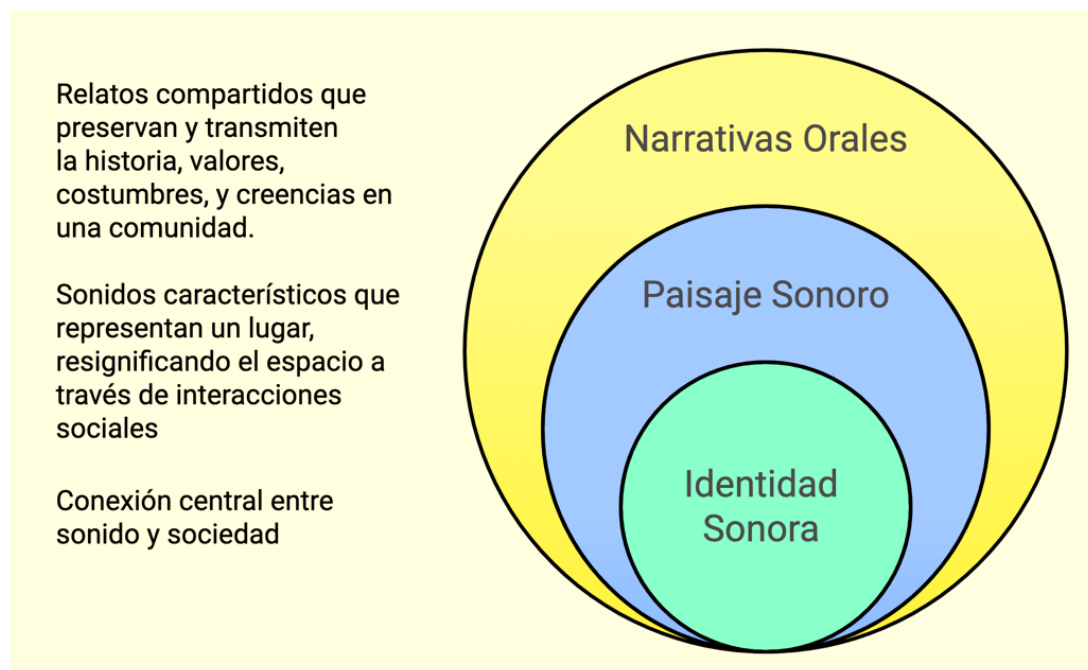 Relatos compartidos que
preservan y transmiten
la historia, valores,
costumbres, y creencias en
una comunidad.
Sonidos característicos que
representan un lugar,
resignificando el espacio a
través de interacciones
sociales
Conexión central entre
sonido y sociedad
Narrativas Orales
Paisaje Sonoro
Identidad
Sonora